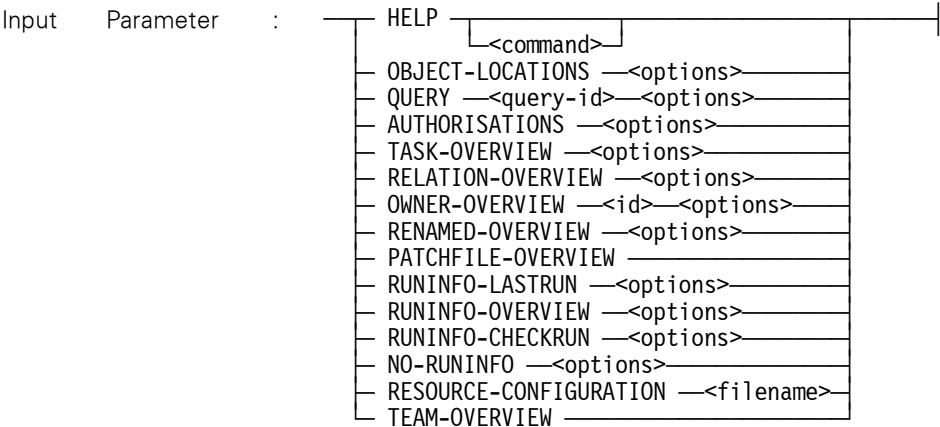 Input Parameter : HELP
<command>
OBJECT-LOCATIONS <options>
QUERY <query-id> <options>
AUTHORISATIONS <options>
TASK-OVERVIEW <options>
RELATION-OVERVIEW <options>
OWNER-OVERVIEW <id> <options>
RENAMED-OVERVIEW <options>
PATCHFILE-OVERVIEW
RUNINFO-LASTRUN <options>
RUNINFO-OVERVIEW <options>
RUNINFO-CHECKRUN <options>
NO-RUNINFO <options>
RESOURCE-CONFIGURATION <filename>
TEAM-OVERVIEW